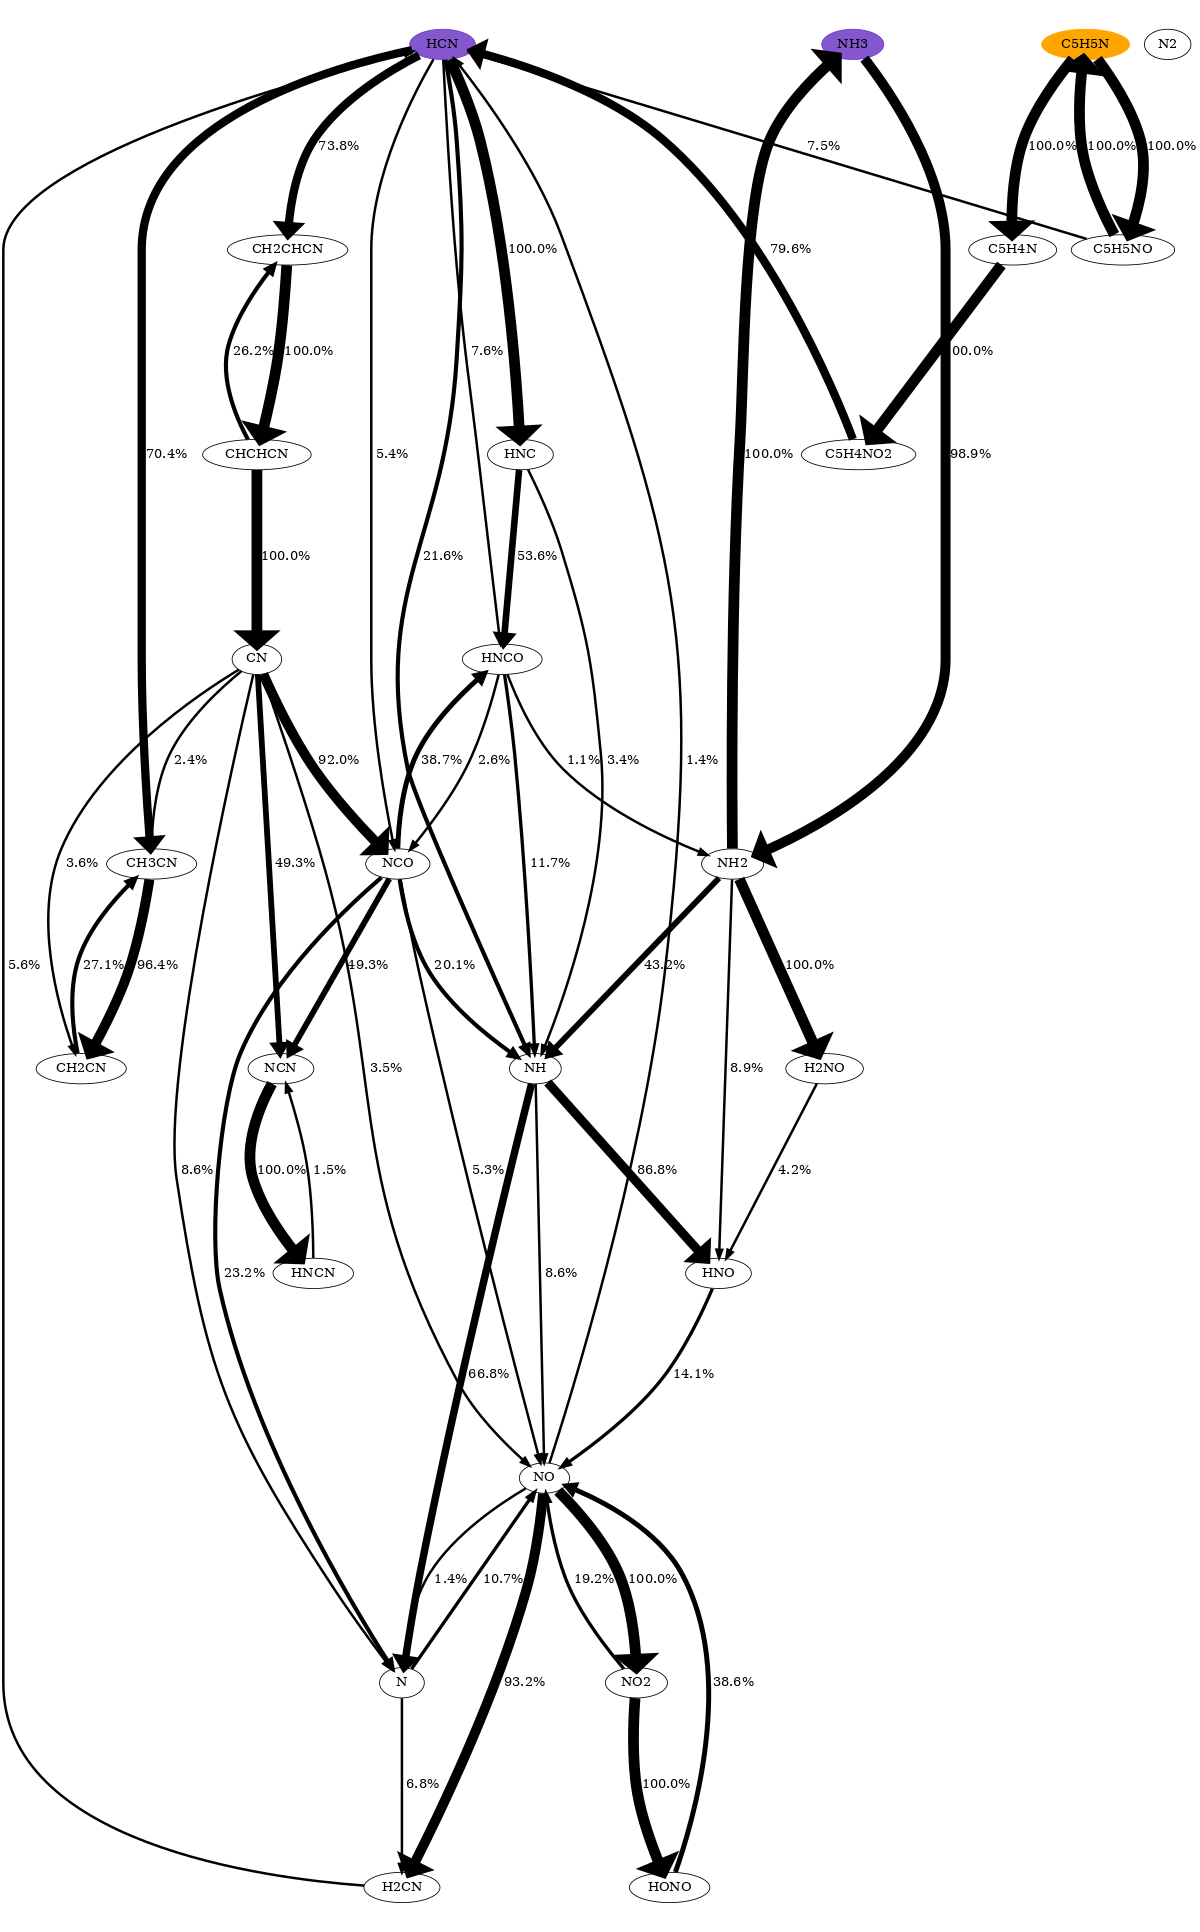 HCN NH3 C5H5N N2
73.8% 7.5% 100.0% 100.0% 100.0%
CH2CHCN 100.0% 79.6% C5H4N C5H5NO
26.2% 100.0% 7.6% 00.0%
70.4% CHCHCN 5.4% HNC 100.0% C5H4NO2 98.9%
100.0% 21.6% 53.6%
CN HNCO
2.4% 92.0% 38.7% 2.6% 1.1% 3.4% 1.4%
3.6% CH3CN 49.3% NCO 11.7% NH2
5.6% 27.1% 96.4% 49.3% 20.1% 43.2% 100.0%
CH2CN NCN 3.5% NH 8.9% H2NO
8.6% 100.0% 1.5% 5.3% 86.8% 4.2%
23.2% HNCN 8.6% HNO
66.8% 14.1%
NO
1.4% 10.7% 19.2% 100.0%
N 93.2% NO2 38.6%
6.8% 100.0%
H2CN HONO